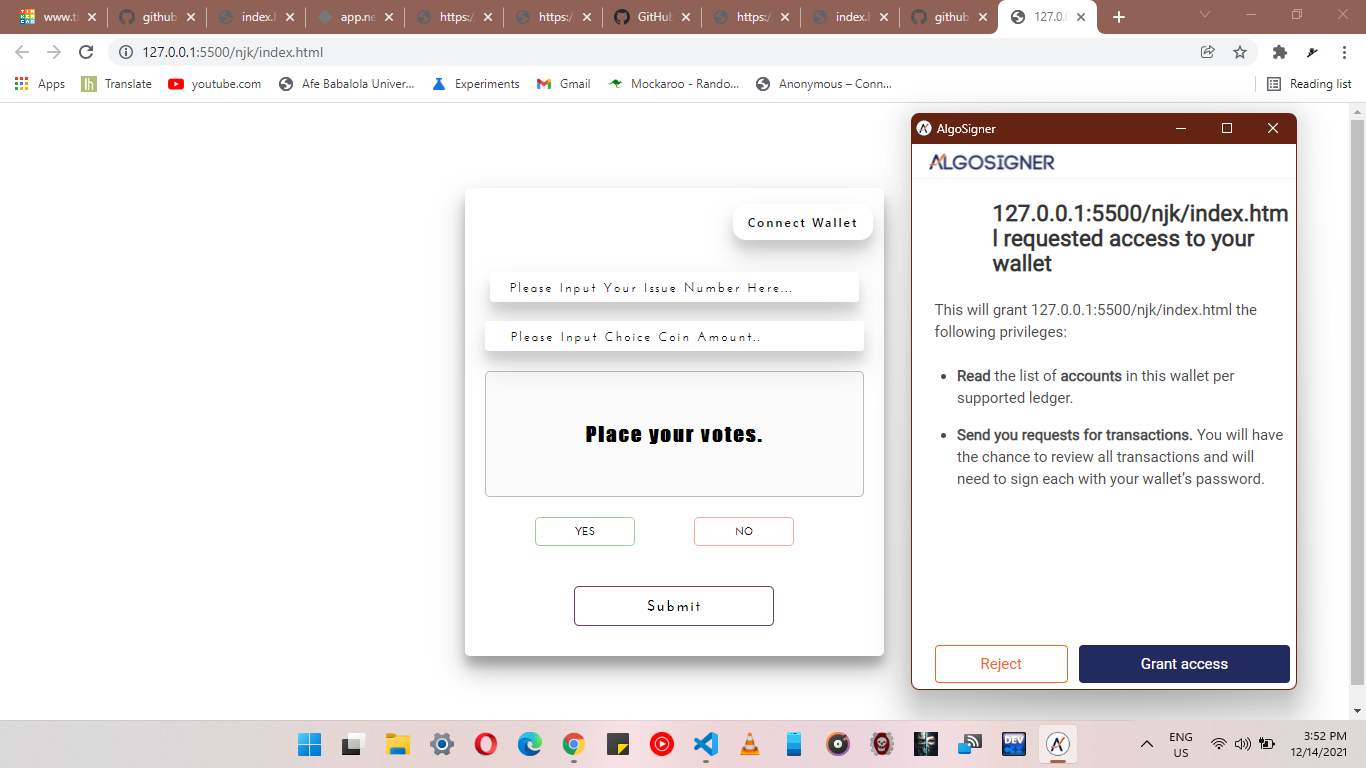 www.t
github
index.h
app.ne
https:/
https:/
GitHub
https:/
index.h
github
127.0.0
127.0.0.1:5500/njk/index.html
Apps
Translate
youtube.com
Afe Babalola Univer...
Experiments
Gmail
Mockaroo - Rando...
Anonymous – Conn...
Reading list
AlgoSigner
ALGOSIGNER
Connect Wallet
Please Input Your Issue Number Here...
Please Input Choice Coin Amount..
Place your votes.
YES
NO
Submit
127.0.0.1:5500/njk/index.htm
l requested access to your
wallet
This will grant 127.0.0.1:5500/njk/index.html the
following privileges:
Read the list of accounts in this wallet per
supported ledger.
Send you requests for transactions. You will have
the chance to review all transactions and will
need to sign each with your wallet’s password.
Reject
Grant access
DEV
ENG
US
3:52 PM
12/14/2021